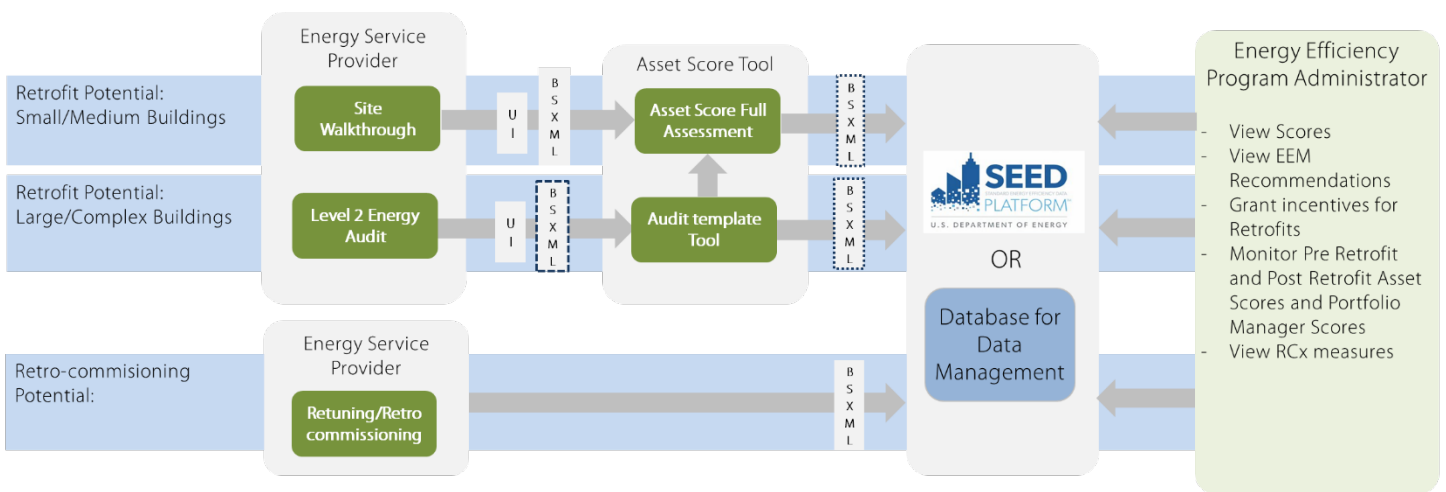 Energy Service
Provider
Retrofit Potential:
Small/Medium Buildings
Site
Walkthrough
U
I
B
S
X
M
L
Asset Score Tool
Asset Score Full
Assessment
B
S
X
M
L
Retrofit Potential:
Large/Complex Buildings
Level 2 Energy
Audit
U
I
B
S
X
M
L
Audit template
Tool
B
S
X
M
L
SEED
PLATFORM™
U.S. DEPARTMENT OF ENERGY
OR
Database for
Data
Management
Energy Service
Provider
Retro-commisioning
Potential:
Retuning/Retro
commissioning
B
S
X
M
L
Energy Efficiency
Program Administrator
- View Scores
- View EEM
Recommendations
- Grant incentives for
Retrofits
- Monitor Pre Retrofit
and Post Retrofit Asset
Scores and Portfolio
Manager Scores
- View RCx measures